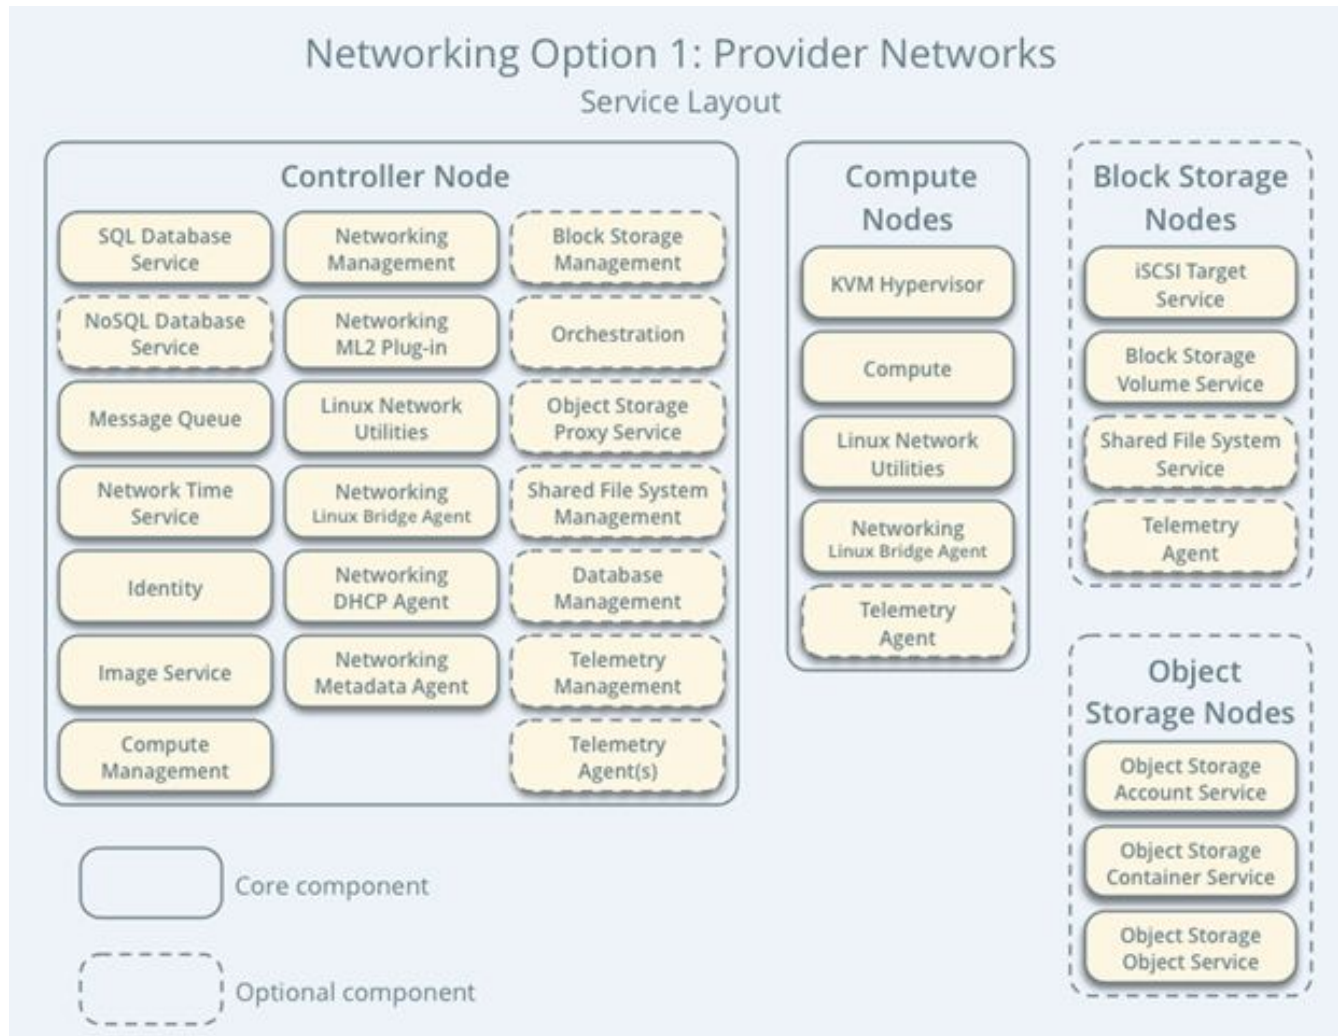 Networking Option 1: Provider Networks
Service Layout
Controller Node
SQL Database
Service
Networking
Management
Block Storage
Management
NoSQL Database
Service
Networking
ML2 Plug-in
Orchestration
Message Queue
Linux Network
Utilities
Object Storage
Proxy Service
Network Time
Service
Networking
Linux Bridge Agent
Shared File System
Management
Identity
Networking
DHCP Agent
Database
Management
Image Service
Networking
Metadata Agent
Telemetry
Management
Compute
Management
Telemetry
Agent(s)
Compute
Nodes
KVM Hypervisor
Compute
Linux Network
Utilities
Networking
Linux Bridge Agent
Telemetry
Agent
Block Storage
Nodes
iSCSI Target
Service
Block Storage
Volume Service
Shared File System
Service
Telemetry
Agent
Object
Storage Nodes
Object Storage
Account Service
Object Storage
Container Service
Object Storage
Object Service
Core component
Optional component